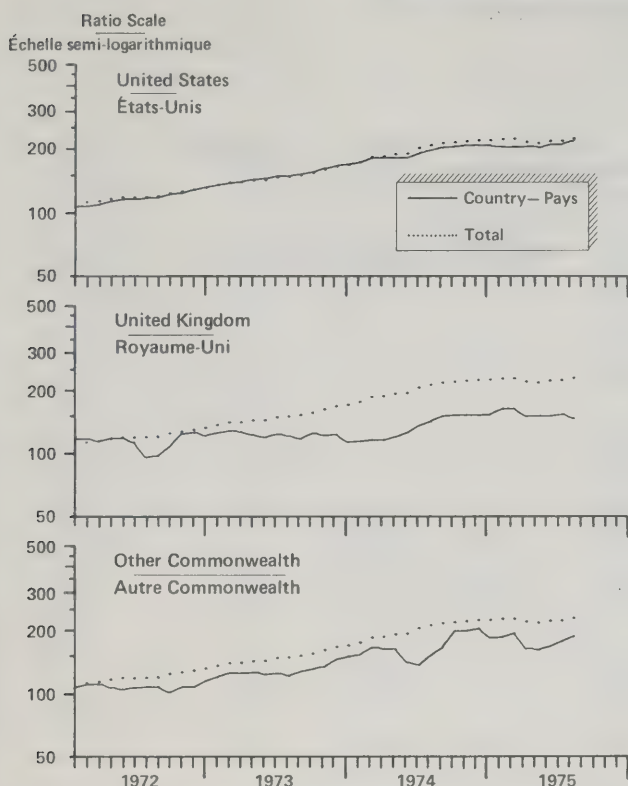 Ratio Scale
Échelle semi-logarithmique
500
300
200
100
50
United States
États-Unis
Country—Pays
Total
500
300
200
100
50
United Kingdom
Royaume-Uni
500
300
200
100
50
Other Commonwealth
Autre Commonwealth
1972 1973 1974 1975